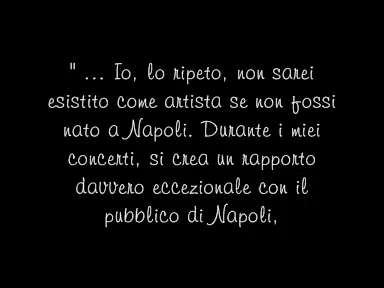 " ... Io, lo ripeto, non sarei
esistito come artista se non fossi
nato a Napoli. Durante i miei
concerti, si crea un rapporto
davvero eccezionale con il
pubblico di Napoli,